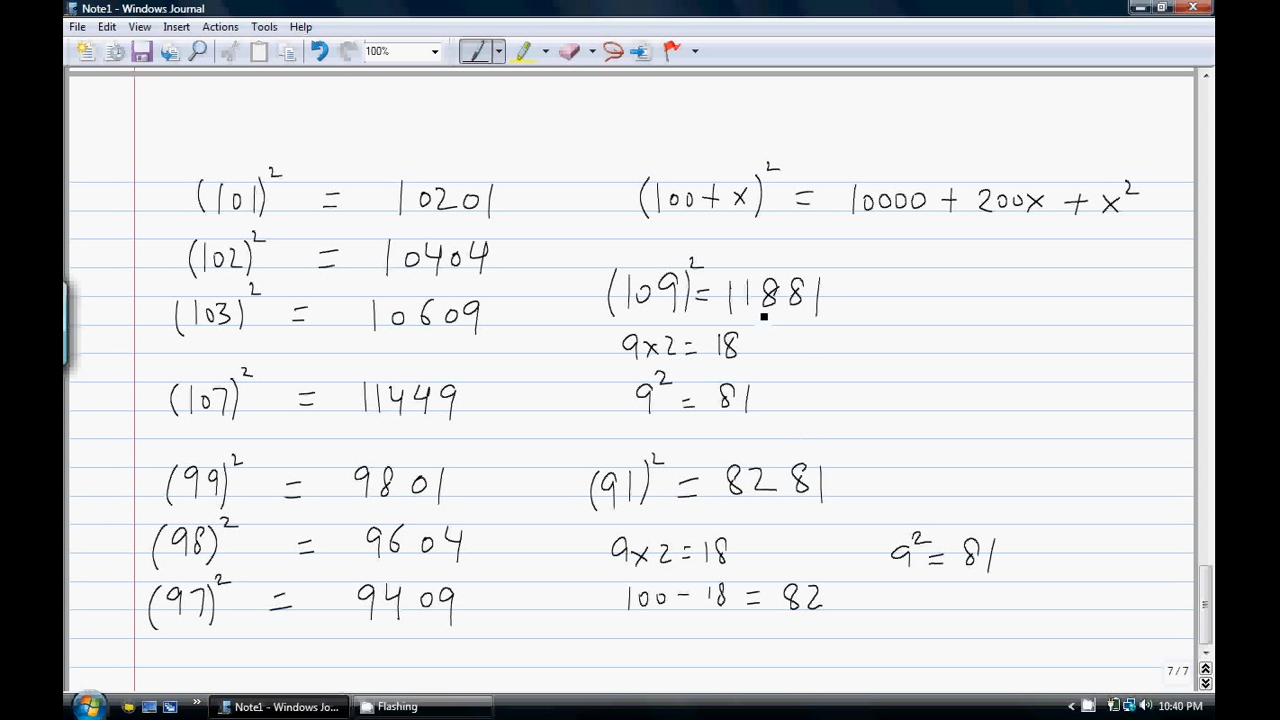 Note1 - Windows Journal
File Edit View Insert Actions Tools Help
100%
(101)² = 10201
(102)² = 10404
(103)² = 10609
(107)² = 11449
(99)² = 9801
(98)² = 9604
(97)² = 9409
(100+x)² = 10000 + 200x + x²
(109)² = 11881
9x2 = 18
9² = 81
(91)² = 8281
9x2 = 18
9² = 81
100 - 18 = 82
7/7
Note1 - Windows Jo...
Flashing
10:40 PM